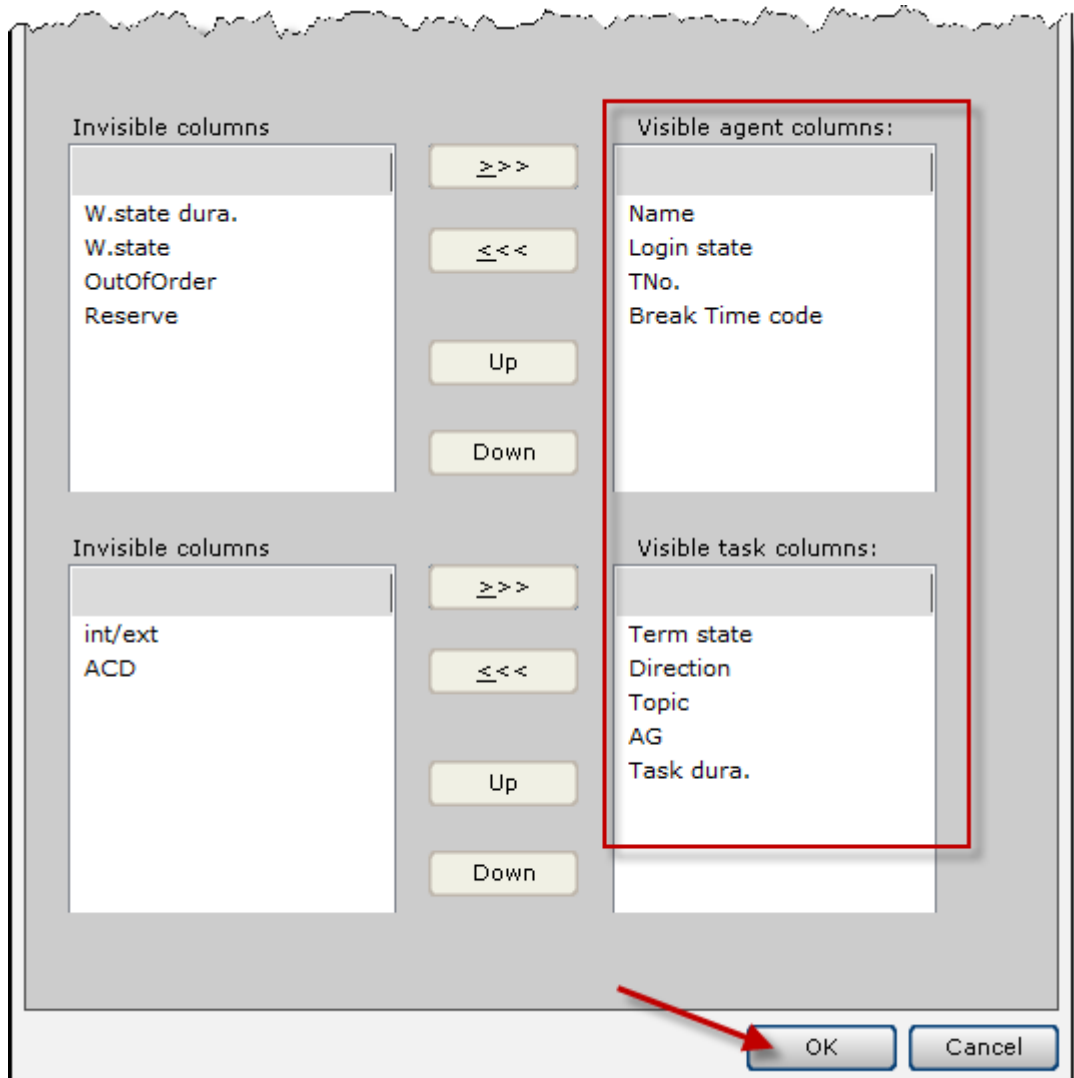 Invisible columns
W.state dura.
W.state
OutOfOrder
Reserve
>>>
<<<
Up
Down
Visible agent columns:
Name
Login state
TNo.
Break Time code
Invisible columns
int/ext
ACD
>>>
<<<
Up
Down
Visible task columns:
Term state
Direction
Topic
AG
Task dura.
OK
Cancel